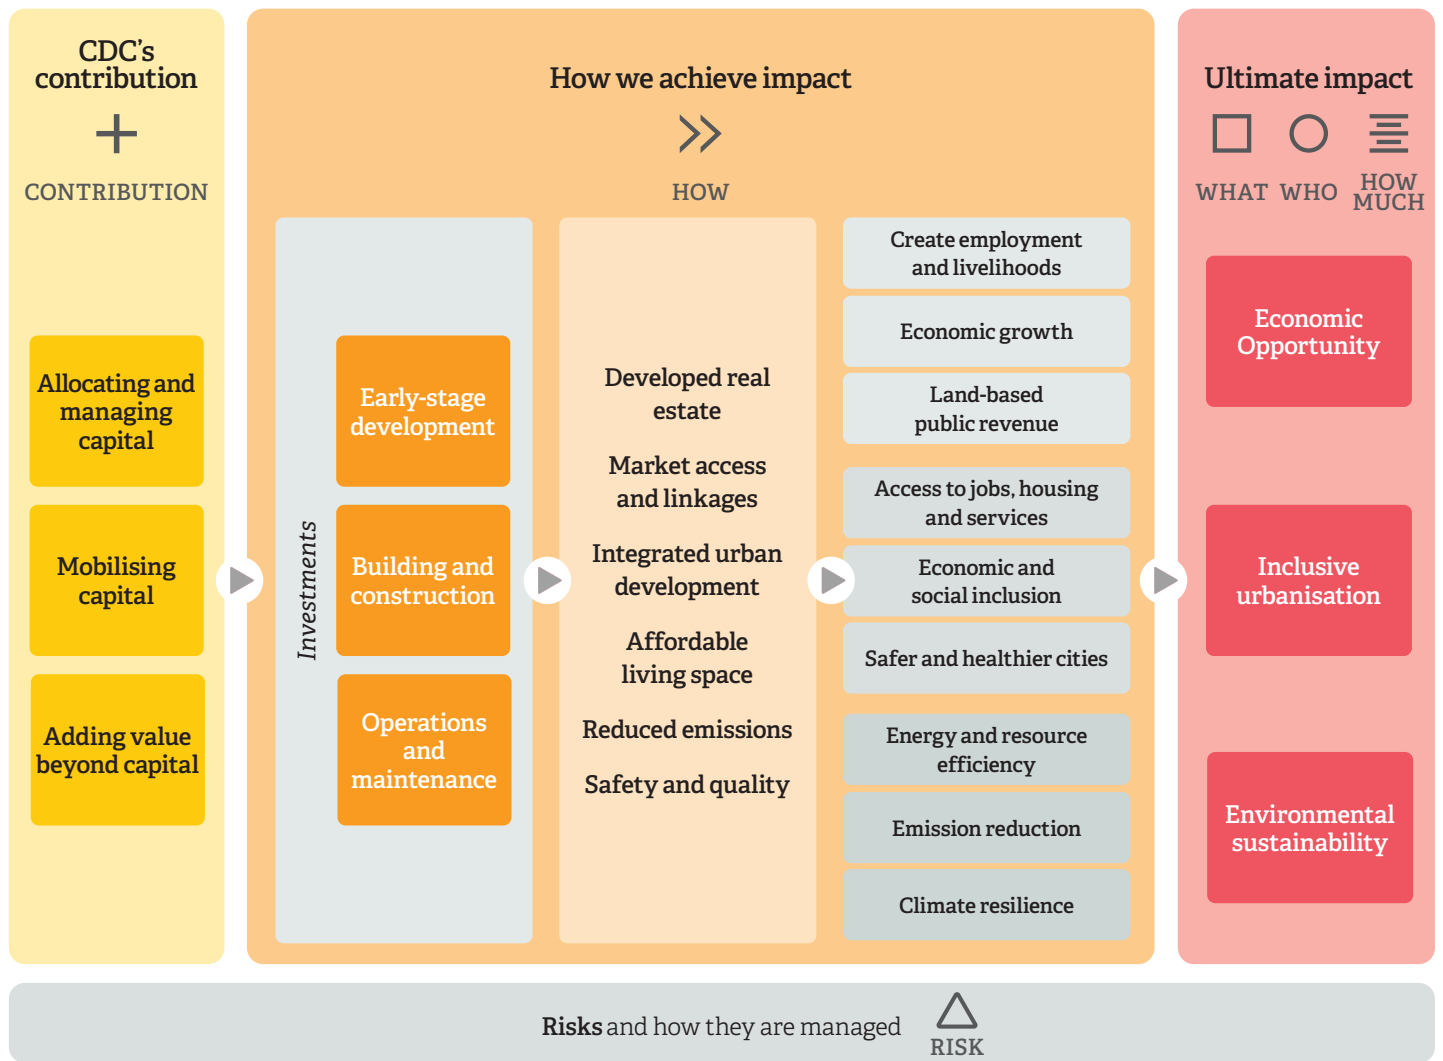 CDC’s
contribution
CONTRIBUTION
Allocating and
managing
capital
Mobilising
capital
Adding value
beyond capital
How we achieve impact
HOW
Investments
Early-stage
development
Building and
construction
Operations
and
maintenance
Developed real
estate
Market access
and linkages
Integrated urban
development
Affordable
living space
Reduced emissions
Safety and quality
Create employment
and livelihoods
Economic growth
Land-based
public revenue
Access to jobs, housing
and services
Economic and
social inclusion
Safer and healthier cities
Energy and resource
efficiency
Emission reduction
Climate resilience
Ultimate impact
WHAT
WHO
HOW
MUCH
Economic
Opportunity
Inclusive
urbanisation
Environmental
sustainability
Risks and how they are managed
RISK